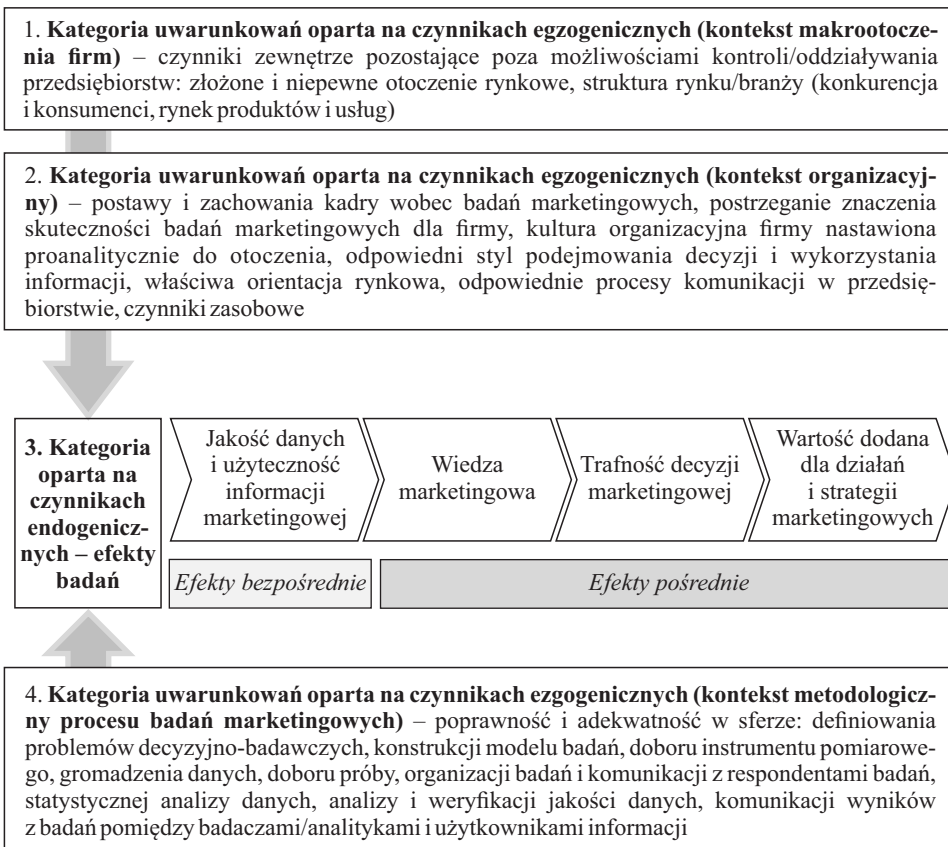 1. Kategoria uwarunkowań oparta na czynnikach egzogenicznych (kontekst makrootocze-
nia firm) – czynniki zewnętrze pozostające poza możliwościami kontroli/oddziaływania
przedsiębiorstw: złożone i niepewne otoczenie rynkowe, struktura rynku/branży (konkurencja
i konsumenci, rynek produktów i usług)
2. Kategoria uwarunkowań oparta na czynnikach egzogenicznych (kontekst organizacyj-
ny) – postawy i zachowania kadry wobec badań marketingowych, postrzeganie znaczenia
skuteczności badań marketingowych dla firmy, kultura organizacyjna firmy nastawiona
proanalitycznie do otoczenia, odpowiedni styl podejmowania decyzji i wykorzystania
informacji, właściwa orientacja rynkowa, odpowiednie procesy komunikacji w przedsię-
biorstwie, czynniki zasobowe
3. Kategoria
oparta na
czynnikach
endogenicz-
nych – efekty
badań
Jakość danych
i użyteczność
informacji
marketingowej
Wiedza
marketingowa
Trafność decyzji
marketingowej
Wartość dodana
dla działań
i strategii
marketingowych
Efekty bezpośrednie
Efekty pośrednie
4. Kategoria uwarunkowań oparta na czynnikach ezgogenicznych (kontekst metodologicz-
ny procesu badań marketingowych) – poprawność i adekwatność w sferze: definiowania
problemów decyzyjno-badawczych, konstrukcji modelu badań, doboru instrumentu pomiarowe-
go, gromadzenia danych, doboru próby, organizacji badań i komunikacji z respondentami badań,
statystycznej analizy danych, analizy i weryfikacji jakości danych, komunikacji wyników
z badań pomiędzy badaczami/analitykami i użytkownikami informacji